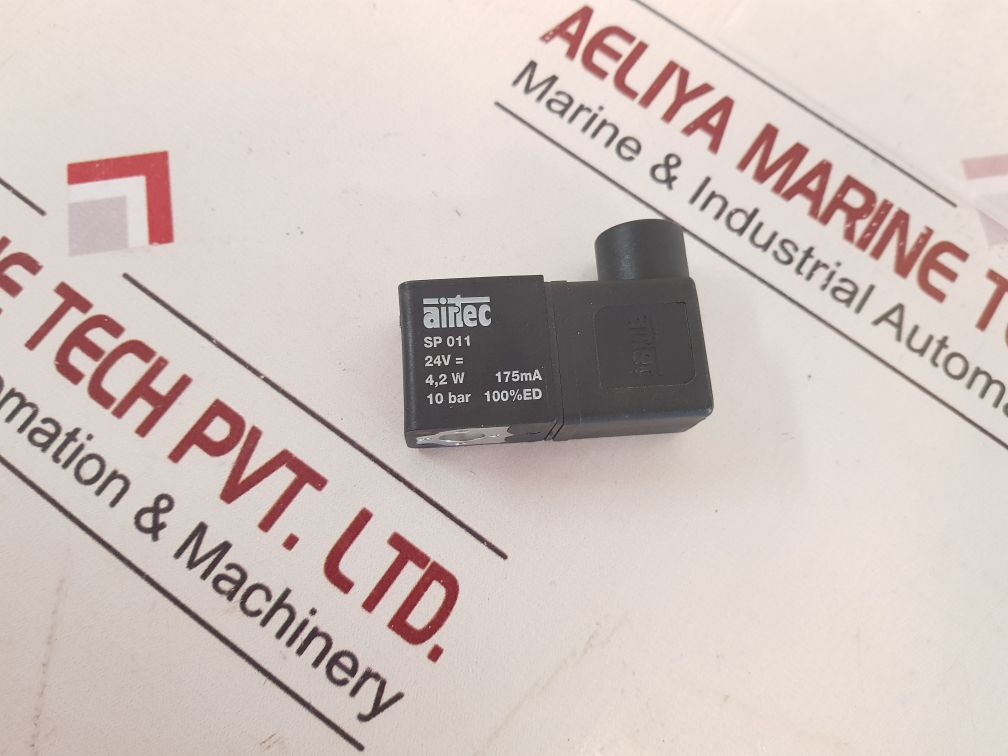 AELIYA MARINE T
Marine & Industrial Automa
airtec
SP 011
24V =
4,2 W 175mA
10 bar 100%ED
E TECH PVT. LTD.
omation & Machinery